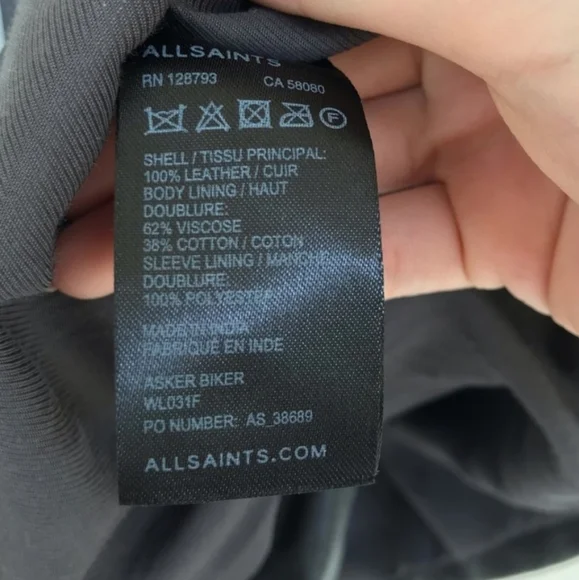 ALLSAINTS
RN 128793 CA 58080
F
SHELL / TISSU PRINCIPAL:
100% LEATHER / CUIR
BODY LINING / HAUT
DOUBLURE:
62% VISCOSE
38% COTTON / COTON
SLEEVE LINING / MANCHE
DOUBLURE:
100% POLYESTER
MADE IN INDIA
FABRIQUÉ EN INDE
ASKER BIKER
WL031F
PO NUMBER: AS_38689
ALLSAINTS.COM